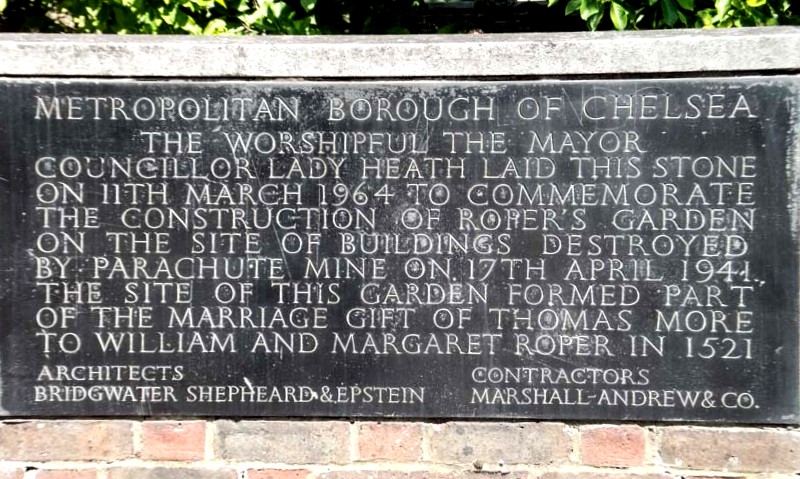 METROPOLITAN BOROUGH OF CHELSEA
THE WORSHIPFUL THE MAYOR
COUNCILLOR LADY HEATH LAID THIS STONE
ON 11TH MARCH 1964 TO COMMEMORATE
THE CONSTRUCTION OF ROPER'S GARDEN
ON THE SITE OF BUILDINGS DESTROYED
BY PARACHUTE MINE ON 17TH APRIL 1941.
THE SITE OF THIS GARDEN FORMED PART
OF THE MARRIAGE GIFT OF THOMAS MORE
TO WILLIAM AND MARGARET ROPER IN 1521
ARCHITECTS
BRIDGWATER SHEPHEARD & EPSTEIN
CONTRACTORS
MARSHALL-ANDREW & CO.